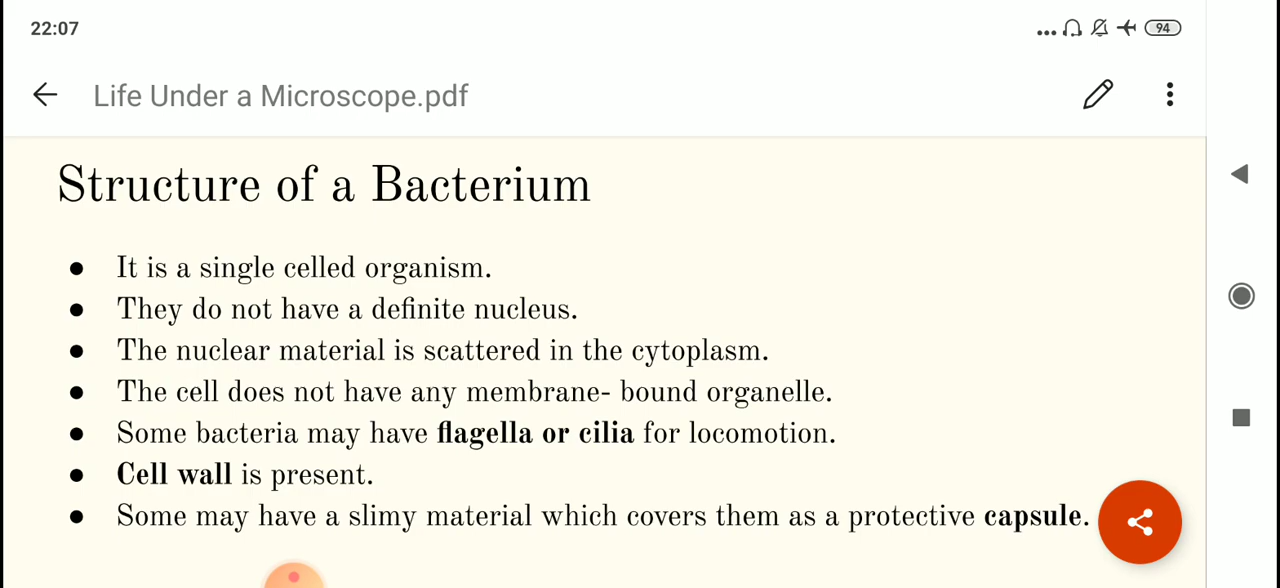 22:07
94
Life Under a Microscope.pdf
Structure of a Bacterium
● It is a single celled organism.
● They do not have a definite nucleus.
● The nuclear material is scattered in the cytoplasm.
● The cell does not have any membrane- bound organelle.
● Some bacteria may have flagella or cilia for locomotion.
● Cell wall is present.
● Some may have a slimy material which covers them as a protective capsule.